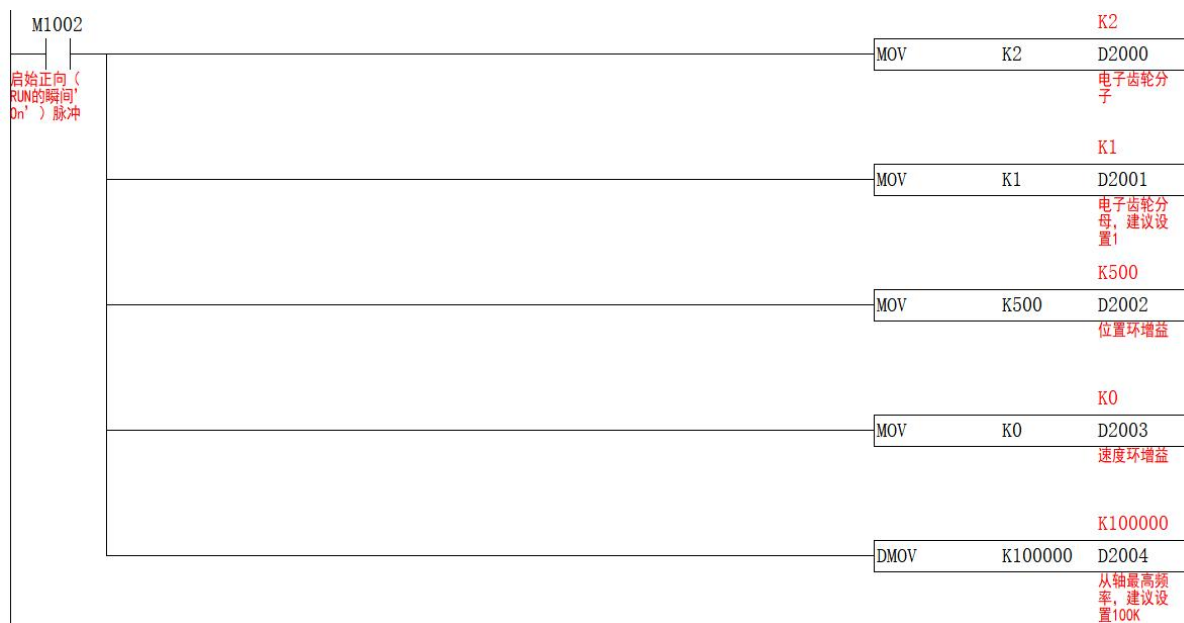 M1002
启始正向（
RUN的瞬间'
On'）脉冲
K2
MOV K2 D2000
电子齿轮分
子
K1
MOV K1 D2001
电子齿轮分
母，建议设
置1
K500
MOV K500 D2002
位置环增益
K0
MOV K0 D2003
速度环增益
K100000
DMOV K100000 D2004
从轴最高频
率，建议设
置100K